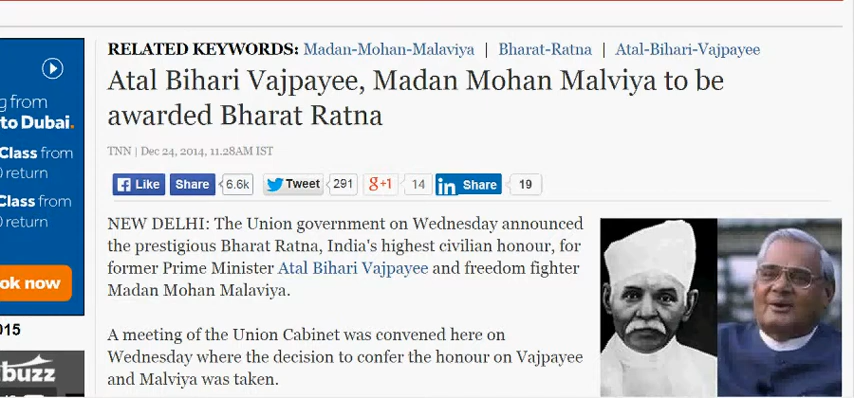 RELATED KEYWORDS: Madan-Mohan-Malaviya | Bharat-Ratna | Atal-Bihari-Vajpayee
Atal Bihari Vajpayee, Madan Mohan Malviya to be
awarded Bharat Ratna
TNN | Dec 24, 2014, 11.28AM IST
Like Share 6.6k Tweet 291 g+1 14 in Share 19
NEW DELHI: The Union government on Wednesday announced
the prestigious Bharat Ratna, India's highest civilian honour, for
former Prime Minister Atal Bihari Vajpayee and freedom fighter
Madan Mohan Malaviya.
A meeting of the Union Cabinet was convened here on
Wednesday where the decision to confer the honour on Vajpayee
and Malviya was taken.
g from
to Dubai.
Class from
0 return
Class from
0 return
ok now
015
buzz